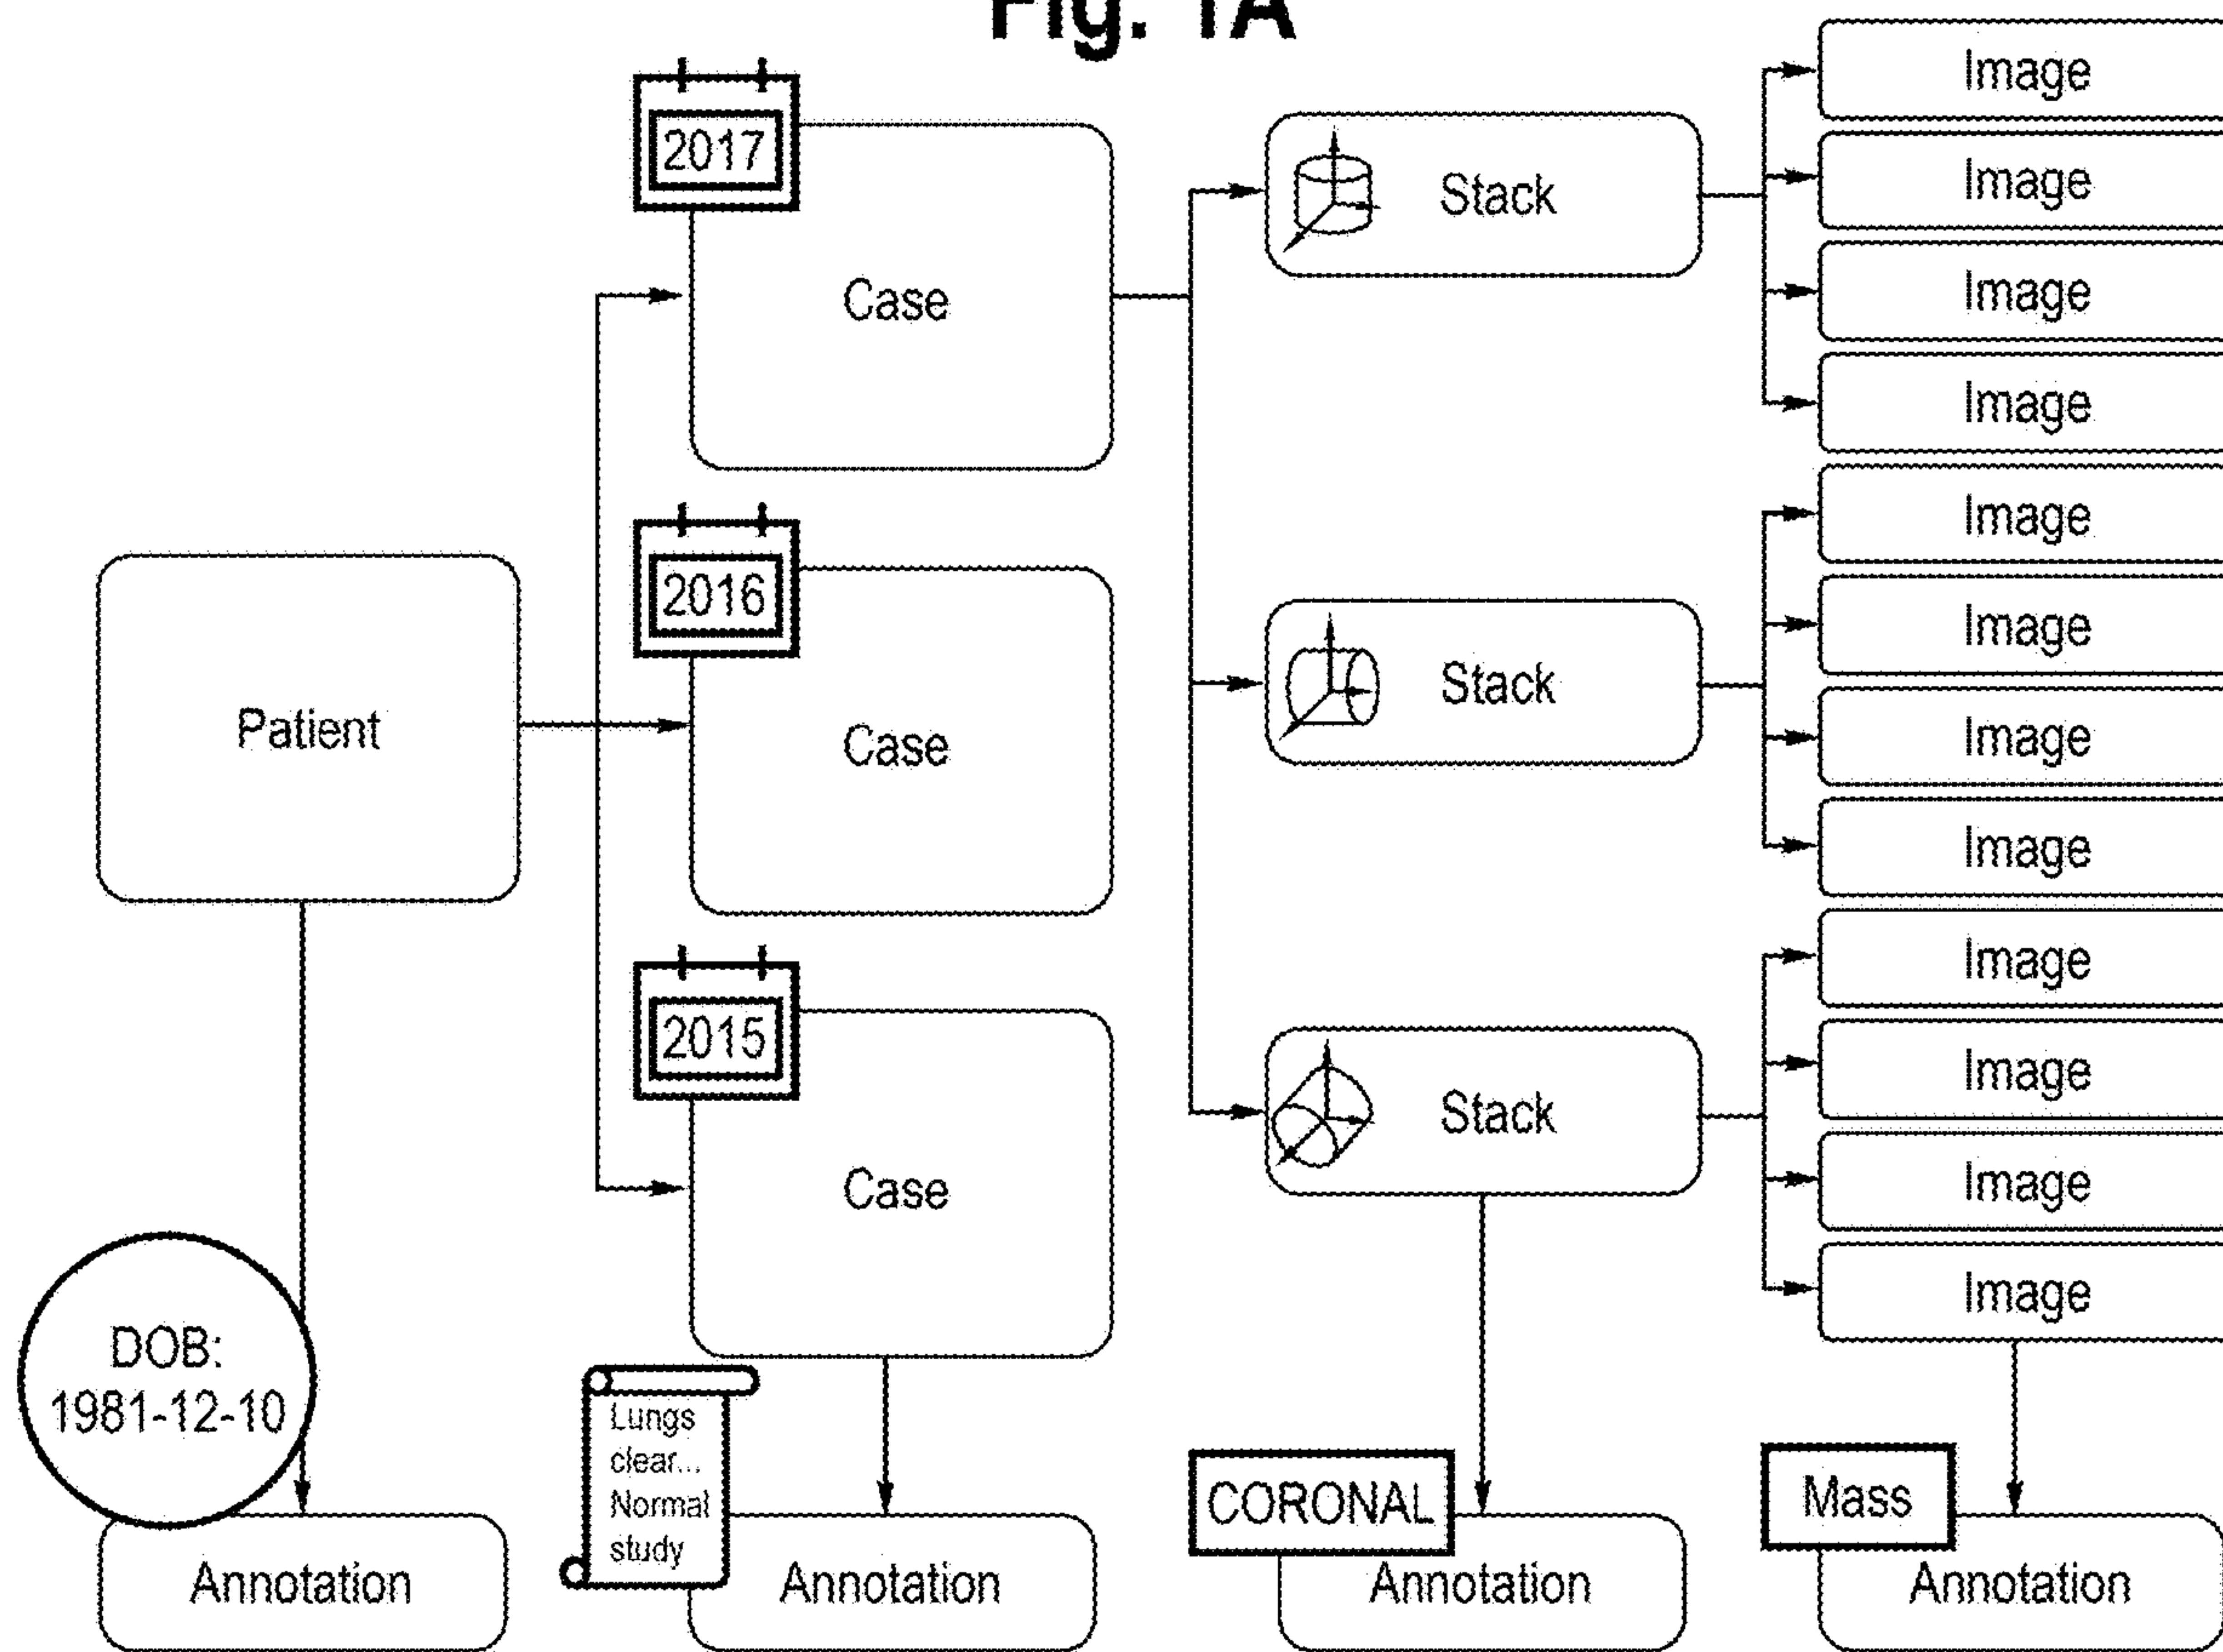 Fig. 1A
2017
Case
Stack
Image
Image
Image
Image
2016
Patient
Case
Stack
Image
Image
Image
Image
2015
Case
Stack
Image
Image
Image
Image
DOB:
1981-12-10
Annotation
Lungs
clear...
Normal
study
Annotation
CORONAL
Annotation
Mass
Annotation